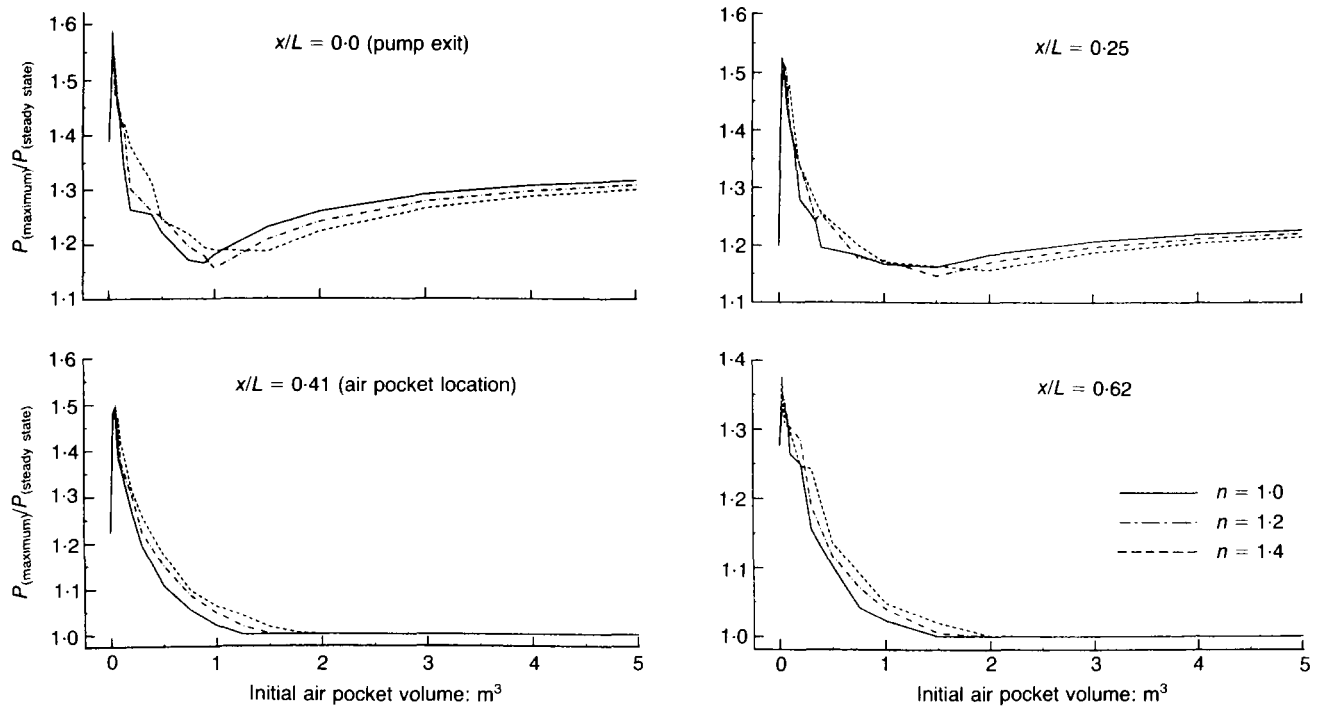 x/L = 0·0 (pump exit)
P(maximum)/P(steady state)
1·6
1·5
1·4
1·3
1·2
1·1
x/L = 0·25
1·6
1·5
1·4
1·3
1·2
1·1
x/L = 0·41 (air pocket location)
P(maximum)/P(steady state)
1·6
1·5
1·4
1·3
1·2
1·1
1·0
0 1 2 3 4 5
Initial air pocket volume: m³
x/L = 0·62
1·4
1·3
1·2
1·1
1·0
n = 1·0
n = 1·2
n = 1·4
0 1 2 3 4 5
Initial air pocket volume: m³